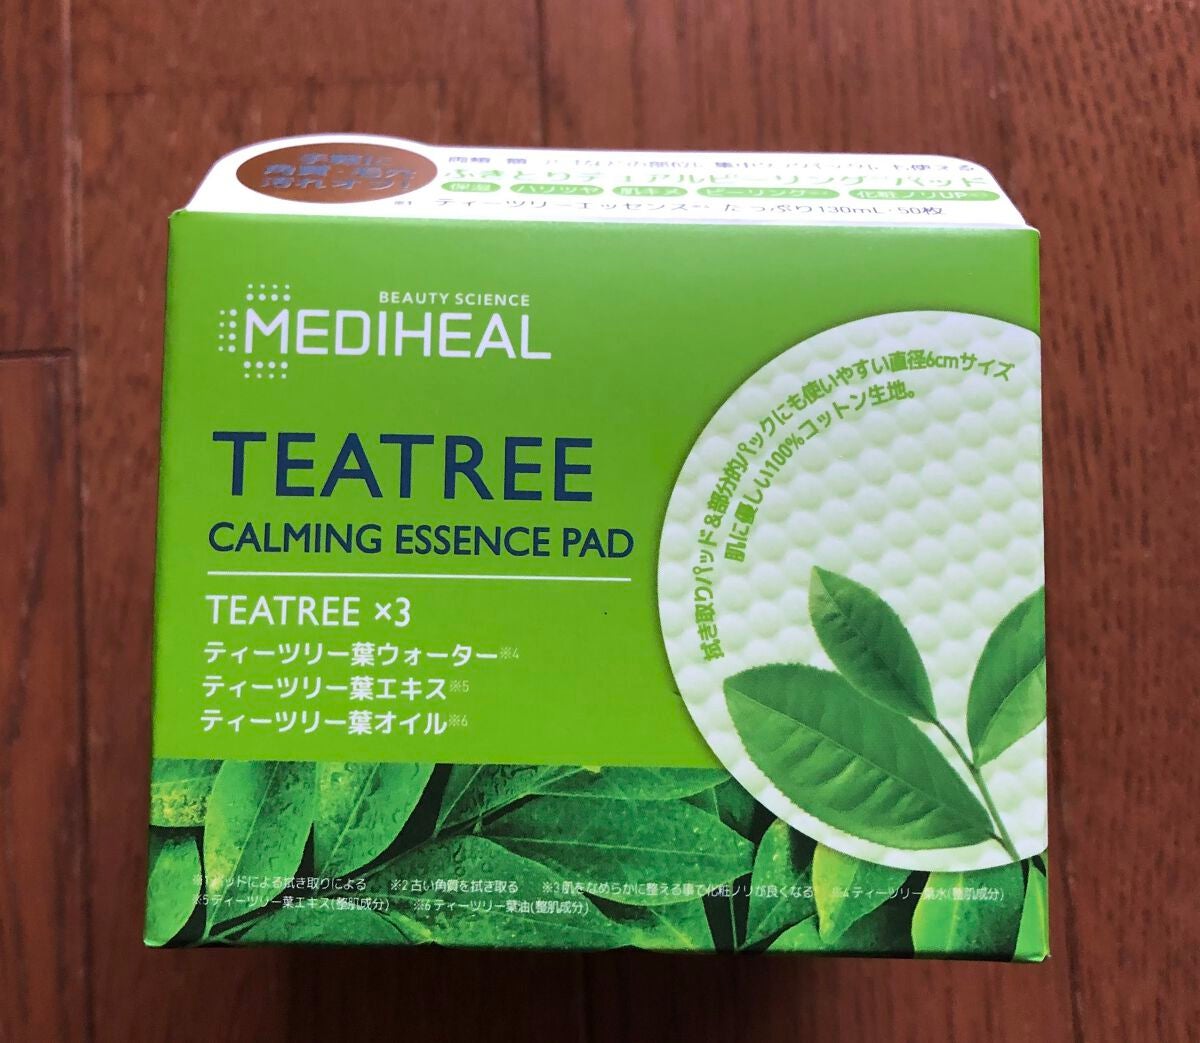 手軽に
角質・毛穴
汚れオフ!
※1
ふきとりデュアルピーリング パッド
保湿 ハリツヤ 肌キメ ピーリング 化粧ノリUP
ティーツリーエッセンス たっぷり130mL・50枚
BEAUTY SCIENCE
MEDIHEAL
TEATREE
CALMING ESSENCE PAD
TEATREE ×3
ティーツリー葉ウォーター※4
ティーツリー葉エキス※5
ティーツリー葉オイル※6
拭き取りパッド&部分的パックにも使いやすい直径6cmサイズ
肌に優しい100%コットン生地。
※1 パッドによる拭き取りによる ※2 古い角質を拭き取る ※3 肌をなめらかに整える事で化粧ノリが良くなる ※4 ティーツリー葉水(整肌成分)
※5 ティーツリー葉エキス(整肌成分) ※6 ティーツリー葉油(整肌成分)